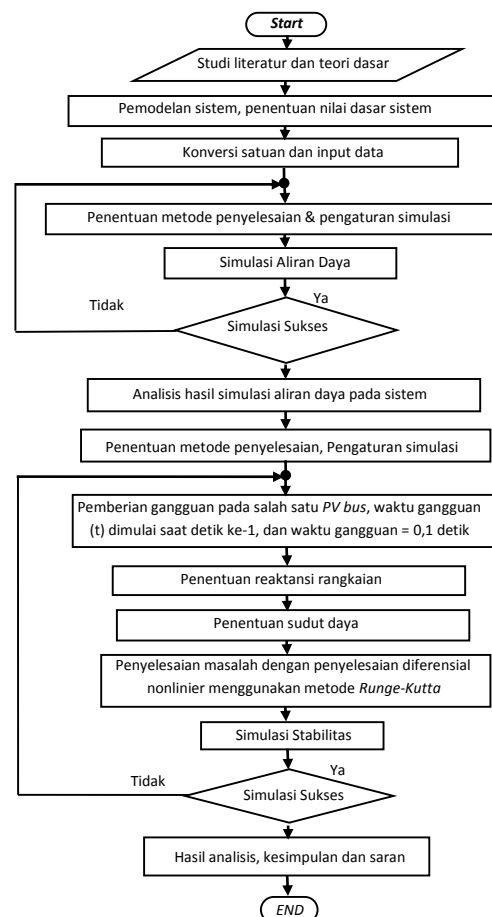 Start
Studi literatur dan teori dasar
Pemodelan sistem, penentuan nilai dasar sistem
Konversi satuan dan input data
Penentuan metode penyelesaian & pengaturan simulasi
Simulasi Aliran Daya
Tidak
Ya
Simulasi Sukses
Analisis hasil simulasi aliran daya pada sistem
Penentuan metode penyelesaian, Pengaturan simulasi
Pemberian gangguan pada salah satu PV bus, waktu gangguan
(t) dimulai saat detik ke-1, dan waktu gangguan = 0,1 detik
Penentuan reaktansi rangkaian
Penentuan sudut daya
Penyelesaian masalah dengan penyelesaian diferensial
nonlinier menggunakan metode Runge-Kutta
Simulasi Stabilitas
Tidak
Ya
Simulasi Sukses
Hasil analisis, kesimpulan dan saran
END